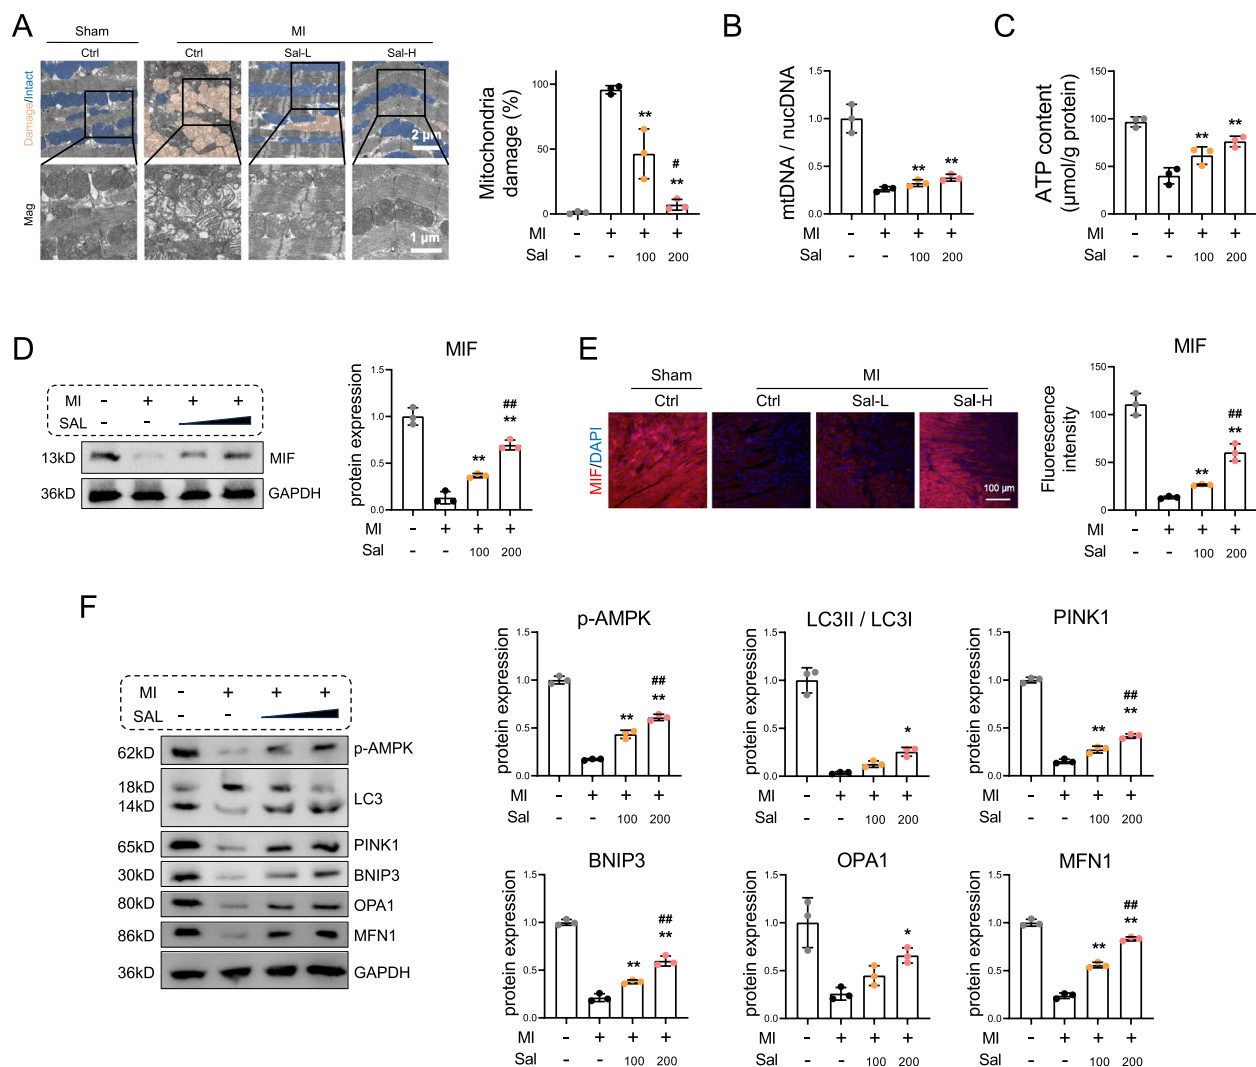 A
Sham
MI
Ctrl
Ctrl
Sal-L
Sal-H
Damage/Intact
2 μm
Mag
1 μm
Mitochondria
damage (%)
100
50
0
**
#
**
MI - + + +
Sal - - 100 200
B
mtDNA / nucDNA
1.5
1.0
0.5
0.0
** **
MI - + + +
Sal - - 100 200
C
ATP content
(μmol/g protein)
150
100
50
0
** **
MI - + + +
Sal - - 100 200
D
MI - + + +
SAL - -
13kD MIF
36kD GAPDH
MIF
protein expression
1.5
1.0
0.5
0.0
**
##
**
MI - + + +
Sal - - 100 200
E
Sham
MI
Ctrl
Ctrl
Sal-L
Sal-H
MIF/DAPI
100 μm
MIF
Fluorescence
intensity
150
100
50
0
**
##
**
MI - + + +
Sal - - 100 200
F
MI - + + +
SAL - -
62kD p-AMPK
18kD
14kD
LC3
65kD PINK1
30kD BNIP3
80kD OPA1
86kD MFN1
36kD GAPDH
p-AMPK
protein expression
1.5
1.0
0.5
0.0
**
##
**
MI - + + +
Sal - - 100 200
LC3II / LC3I
protein expression
1.5
1.0
0.5
0.0
*
MI - + + +
Sal - - 100 200
PINK1
protein expression
1.5
1.0
0.5
0.0
**
##
**
MI - + + +
Sal - - 100 200
BNIP3
protein expression
1.5
1.0
0.5
0.0
**
##
**
MI - + + +
Sal - - 100 200
OPA1
protein expression
1.5
1.0
0.5
0.0
*
MI - + + +
Sal - - 100 200
MFN1
protein expression
1.5
1.0
0.5
0.0
**
##
**
MI - + + +
Sal - - 100 200